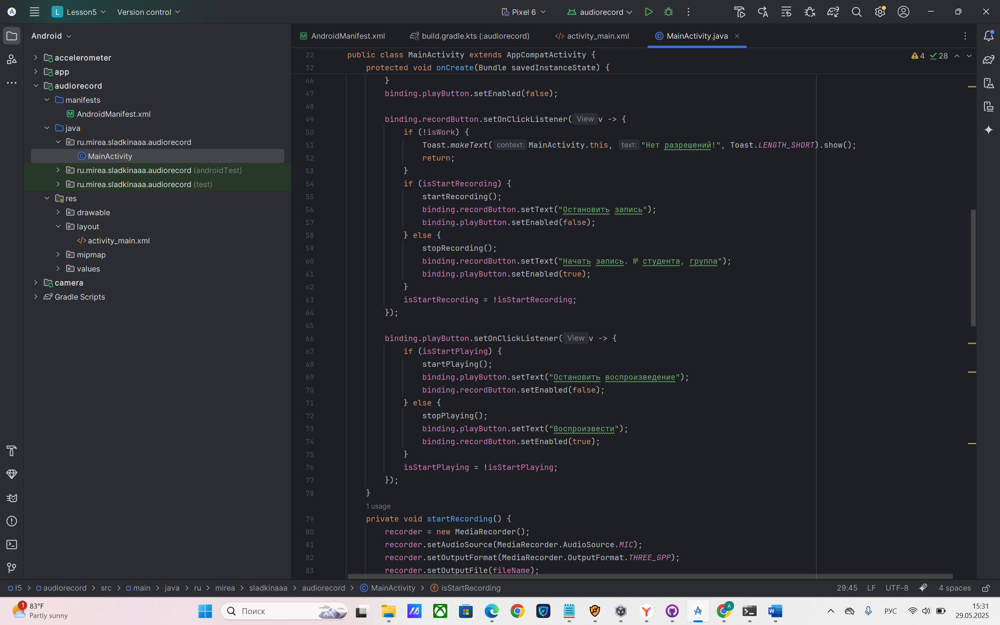 L Lesson5 Version control Pixel 6 audiorecord
Android
accelerometer
app
audiorecord
manifests
AndroidManifest.xml
java
ru.mirea.sladkinaaa.audiorecord
MainActivity
ru.mirea.sladkinaaa.audiorecord (androidTest)
ru.mirea.sladkinaaa.audiorecord (test)
res
drawable
layout
activity_main.xml
mipmap
values
camera
Gradle Scripts
AndroidManifest.xml build.gradle.kts (:audiorecord) activity_main.xml MainActivity.java
4 28
22 public class MainActivity extends AppCompatActivity {
32 protected void onCreate(Bundle savedInstanceState) {
46 }
47 binding.playButton.setEnabled(false);
48
49 binding.recordButton.setOnClickListener( View v -> {
50 if (!isWork) {
51 Toast.makeText( context: MainActivity.this, text: "Нет разрешений!", Toast.LENGTH_SHORT).show();
52 return;
53 }
54 if (isStartRecording) {
55 startRecording();
56 binding.recordButton.setText("Остановить запись");
57 binding.playButton.setEnabled(false);
58 } else {
59 stopRecording();
60 binding.recordButton.setText("Начать запись. № студента, группа");
61 binding.playButton.setEnabled(true);
62 }
63 isStartRecording = !isStartRecording;
64 });
65
66 binding.playButton.setOnClickListener( View v -> {
67 if (isStartPlaying) {
68 startPlaying();
69 binding.playButton.setText("Остановить воспроизведение");
70 binding.recordButton.setEnabled(false);
71 } else {
72 stopPlaying();
73 binding.playButton.setText("Воспроизвести");
74 binding.recordButton.setEnabled(true);
75 }
76 isStartPlaying = !isStartPlaying;
77 });
78 }
1 usage
79 private void startRecording() {
80 recorder = new MediaRecorder();
81 recorder.setAudioSource(MediaRecorder.AudioSource.MIC);
82 recorder.setOutputFormat(MediaRecorder.OutputFormat.THREE_GPP);
83 recorder.setOutputFile(fileName);
l5 > audiorecord > src > main > java > ru > mirea > sladkinaaa > audiorecord > MainActivity > isStartRecording
29:45 LF UTF-8 4 spaces
1 83°F
Partly sunny
Поиск
РУС
15:31
29.05.2025